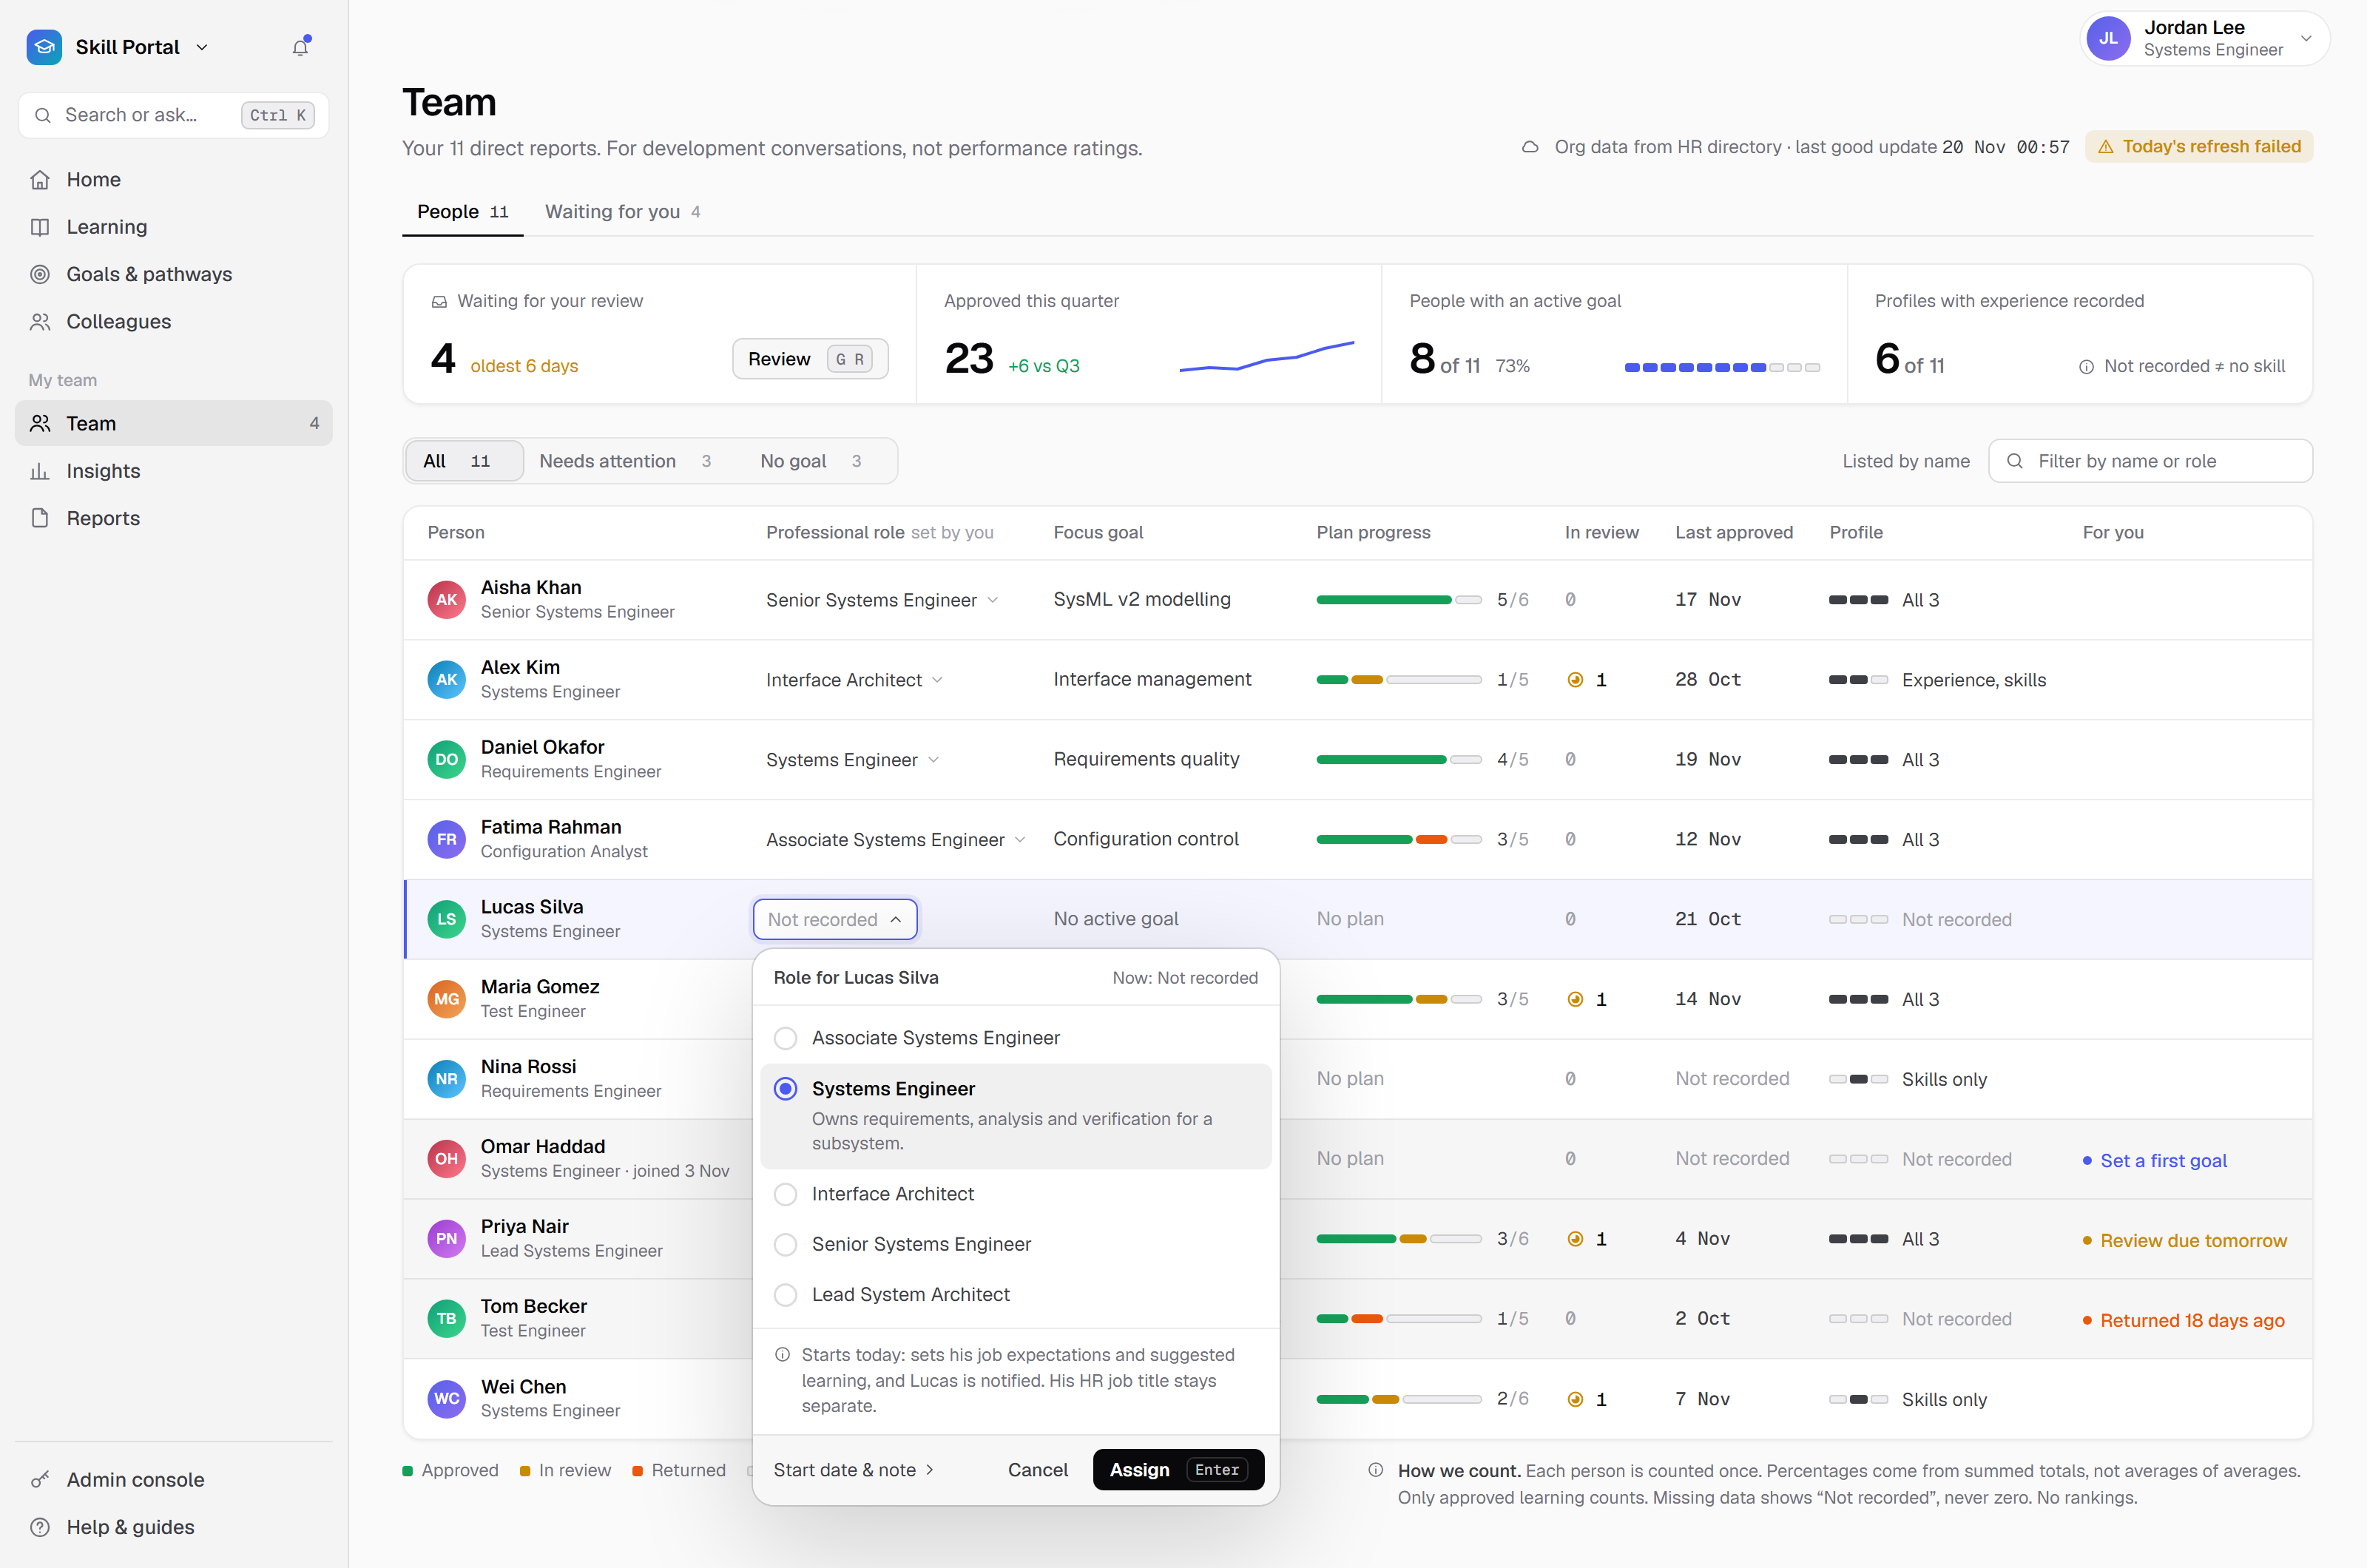 Skill Portal
Search or ask...
Ctrl K
Home
Learning
Goals & pathways
Colleagues
My team
Team 4
Insights
Reports
Admin console
Help & guides
JL
Jordan Lee
Systems Engineer
Team
Your 11 direct reports. For development conversations, not performance ratings.
Org data from HR directory · last good update 20 Nov 00:57
Today's refresh failed
People 11
Waiting for you 4
Waiting for your review
4 oldest 6 days
Review G R
Approved this quarter
23 +6 vs Q3
People with an active goal
8 of 11 73%
Profiles with experience recorded
6 of 11
Not recorded ≠ no skill
All 11
Needs attention 3
No goal 3
Listed by name
Filter by name or role
Person
Professional role set by you
Focus goal
Plan progress
In review
Last approved
Profile
For you
AK
Aisha Khan
Senior Systems Engineer
Senior Systems Engineer
SysML v2 modelling
5/6
0
17 Nov
All 3
AK
Alex Kim
Systems Engineer
Interface Architect
Interface management
1/5
1
28 Oct
Experience, skills
DO
Daniel Okafor
Requirements Engineer
Systems Engineer
Requirements quality
4/5
0
19 Nov
All 3
FR
Fatima Rahman
Configuration Analyst
Associate Systems Engineer
Configuration control
3/5
0
12 Nov
All 3
LS
Lucas Silva
Systems Engineer
Not recorded
No active goal
No plan
0
21 Oct
Not recorded
MG
Maria Gomez
Test Engineer
3/5
1
14 Nov
All 3
NR
Nina Rossi
Requirements Engineer
No plan
0
Not recorded
Skills only
OH
Omar Haddad
Systems Engineer · joined 3 Nov
No plan
0
Not recorded
Not recorded
Set a first goal
PN
Priya Nair
Lead Systems Engineer
3/6
1
4 Nov
All 3
Review due tomorrow
TB
Tom Becker
Test Engineer
1/5
0
2 Oct
Not recorded
Returned 18 days ago
WC
Wei Chen
Systems Engineer
2/6
1
7 Nov
Skills only
Role for Lucas Silva
Now: Not recorded
Associate Systems Engineer
Systems Engineer
Owns requirements, analysis and verification for a
subsystem.
Interface Architect
Senior Systems Engineer
Lead System Architect
Starts today: sets his job expectations and suggested
learning, and Lucas is notified. His HR job title stays
separate.
Start date & note
Cancel
Assign Enter
Approved
In review
Returned
How we count. Each person is counted once. Percentages come from summed totals, not averages of averages.
Only approved learning counts. Missing data shows “Not recorded”, never zero. No rankings.